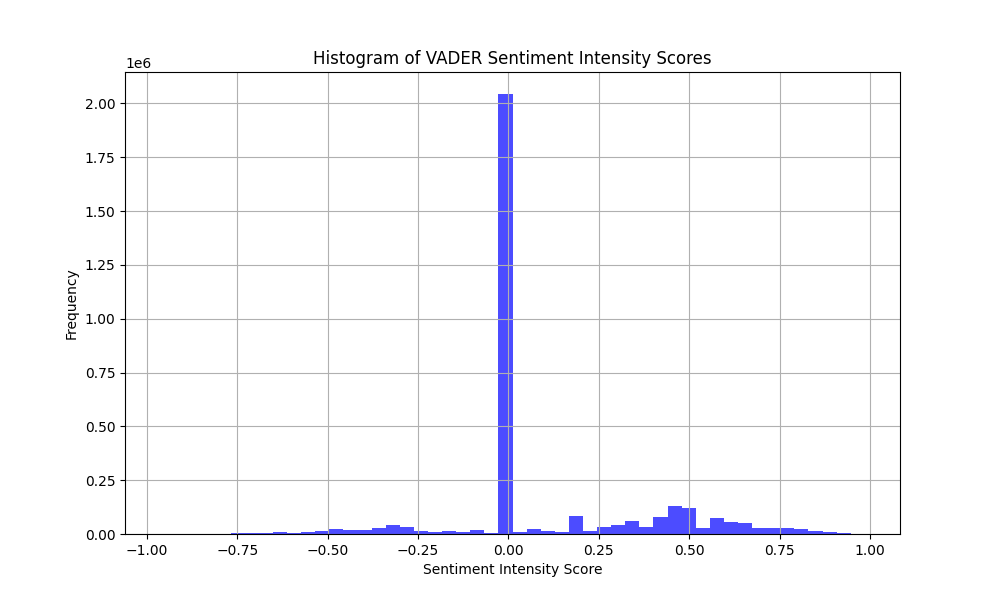 Histogram of VADER Sentiment Intensity Scores
1e6
2.00
1.75
1.50
1.25
1.00
0.75
0.50
0.25
0.00
Frequency
−1.00 −0.75 −0.50 −0.25 0.00 0.25 0.50 0.75 1.00
Sentiment Intensity Score